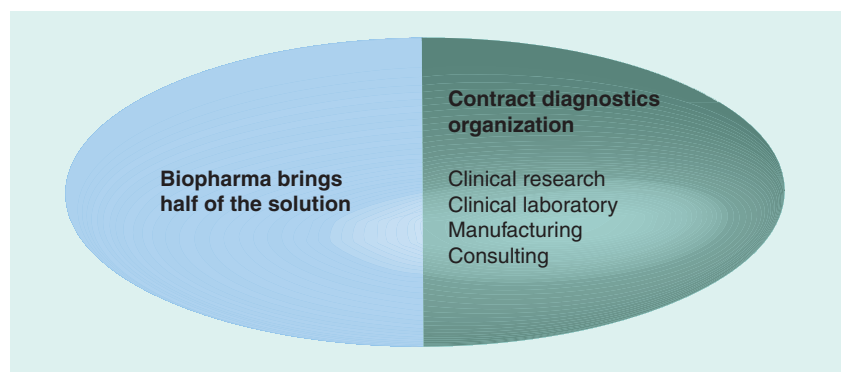 Biopharma brings
half of the solution
Contract diagnostics
organization
Clinical research
Clinical laboratory
Manufacturing
Consulting